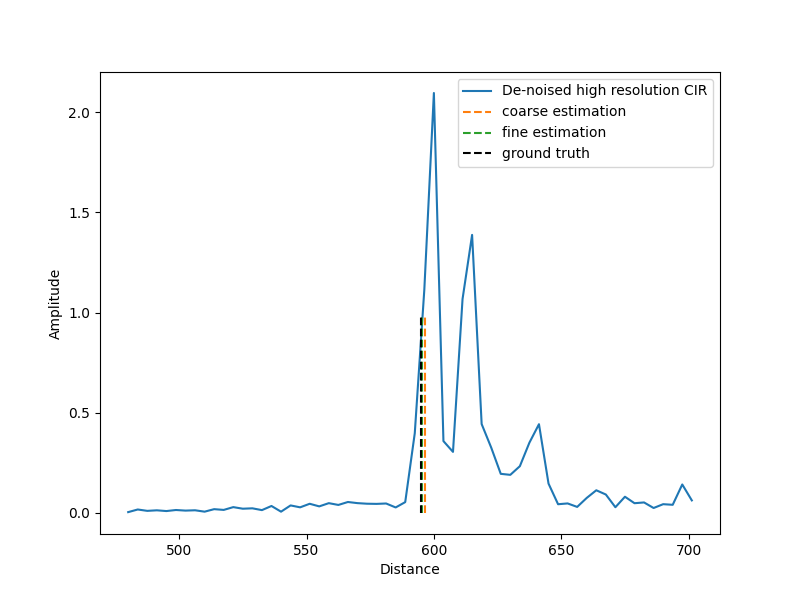 De-noised high resolution CIR
coarse estimation
fine estimation
ground truth
2.0
1.5
1.0
0.5
0.0
Amplitude
500
550
600
650
700
Distance